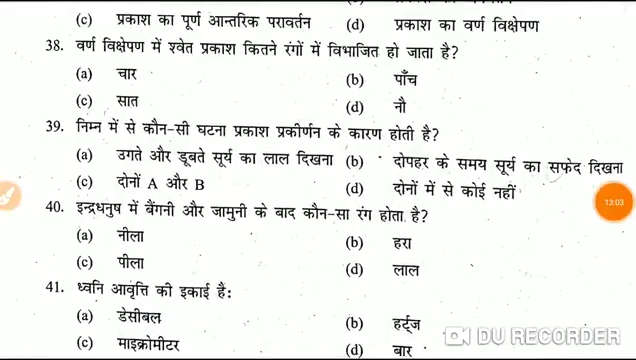 (c) प्रकाश का पूर्ण आन्तरिक परावर्तन (d) प्रकाश का वर्ण विक्षेपण
38. वर्ण विक्षेपण में श्वेत प्रकाश कितने रंगों में विभाजित हो जाता है?
(a) चार (b) पाँच
(c) सात (d) नौ
39. निम्न में से कौन-सी घटना प्रकाश प्रकीर्णन के कारण होती है?
(a) उगते और डूबते सूर्य का लाल दिखना (b) दोपहर के समय सूर्य का सफेद दिखना
(c) दोनों A और B (d) दोनों में से कोई नहीं
13:03
40. इन्द्रधनुष में बैंगनी और जामुनी के बाद कौन-सा रंग होता है?
(a) नीला (b) हरा
(c) पीला (d) लाल
41. ध्वनि आवृत्ति की इकाई है:
(a) डेसीबल (b) हर्ट्ज
DU RECORDER
(c) माइक्रोमीटर (d) बार